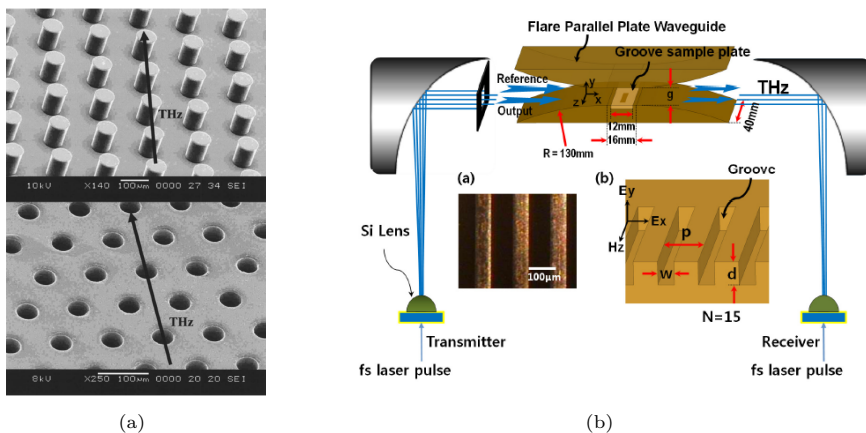 THz
10kV X140 100µm 0000 27 34 SEI
THz
8kV X250 100µm 0000 20 20 SEI
(a)
Flare Parallel Plate Waveguide
Groove sample plate
Reference
Output
y
z
x
g
THz
40mm
12mm
16mm
R = 130mm
(a)
100µm
(b)
Groove
Ey
Ex
Hz
p
w
d
N=15
Si Lens
Transmitter
fs laser pulse
Receiver
fs laser pulse
(b)